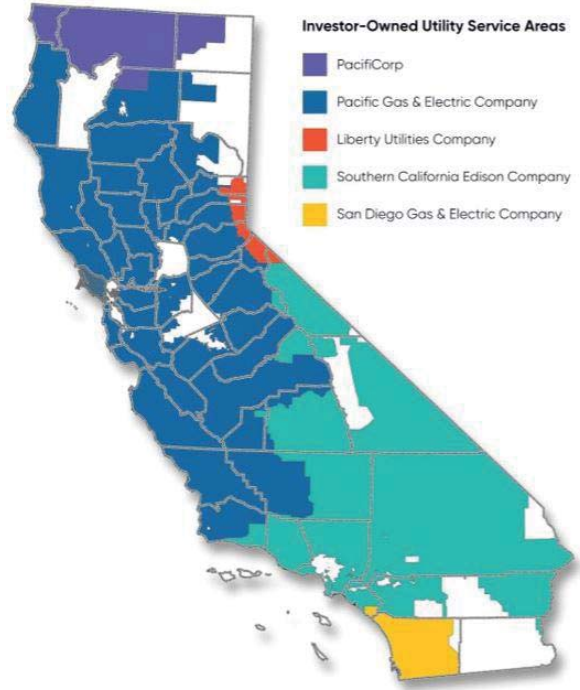 Investor-Owned Utility Service Areas
PacifiCorp
Pacific Gas & Electric Company
Liberty Utilities Company
Southern California Edison Company
San Diego Gas & Electric Company